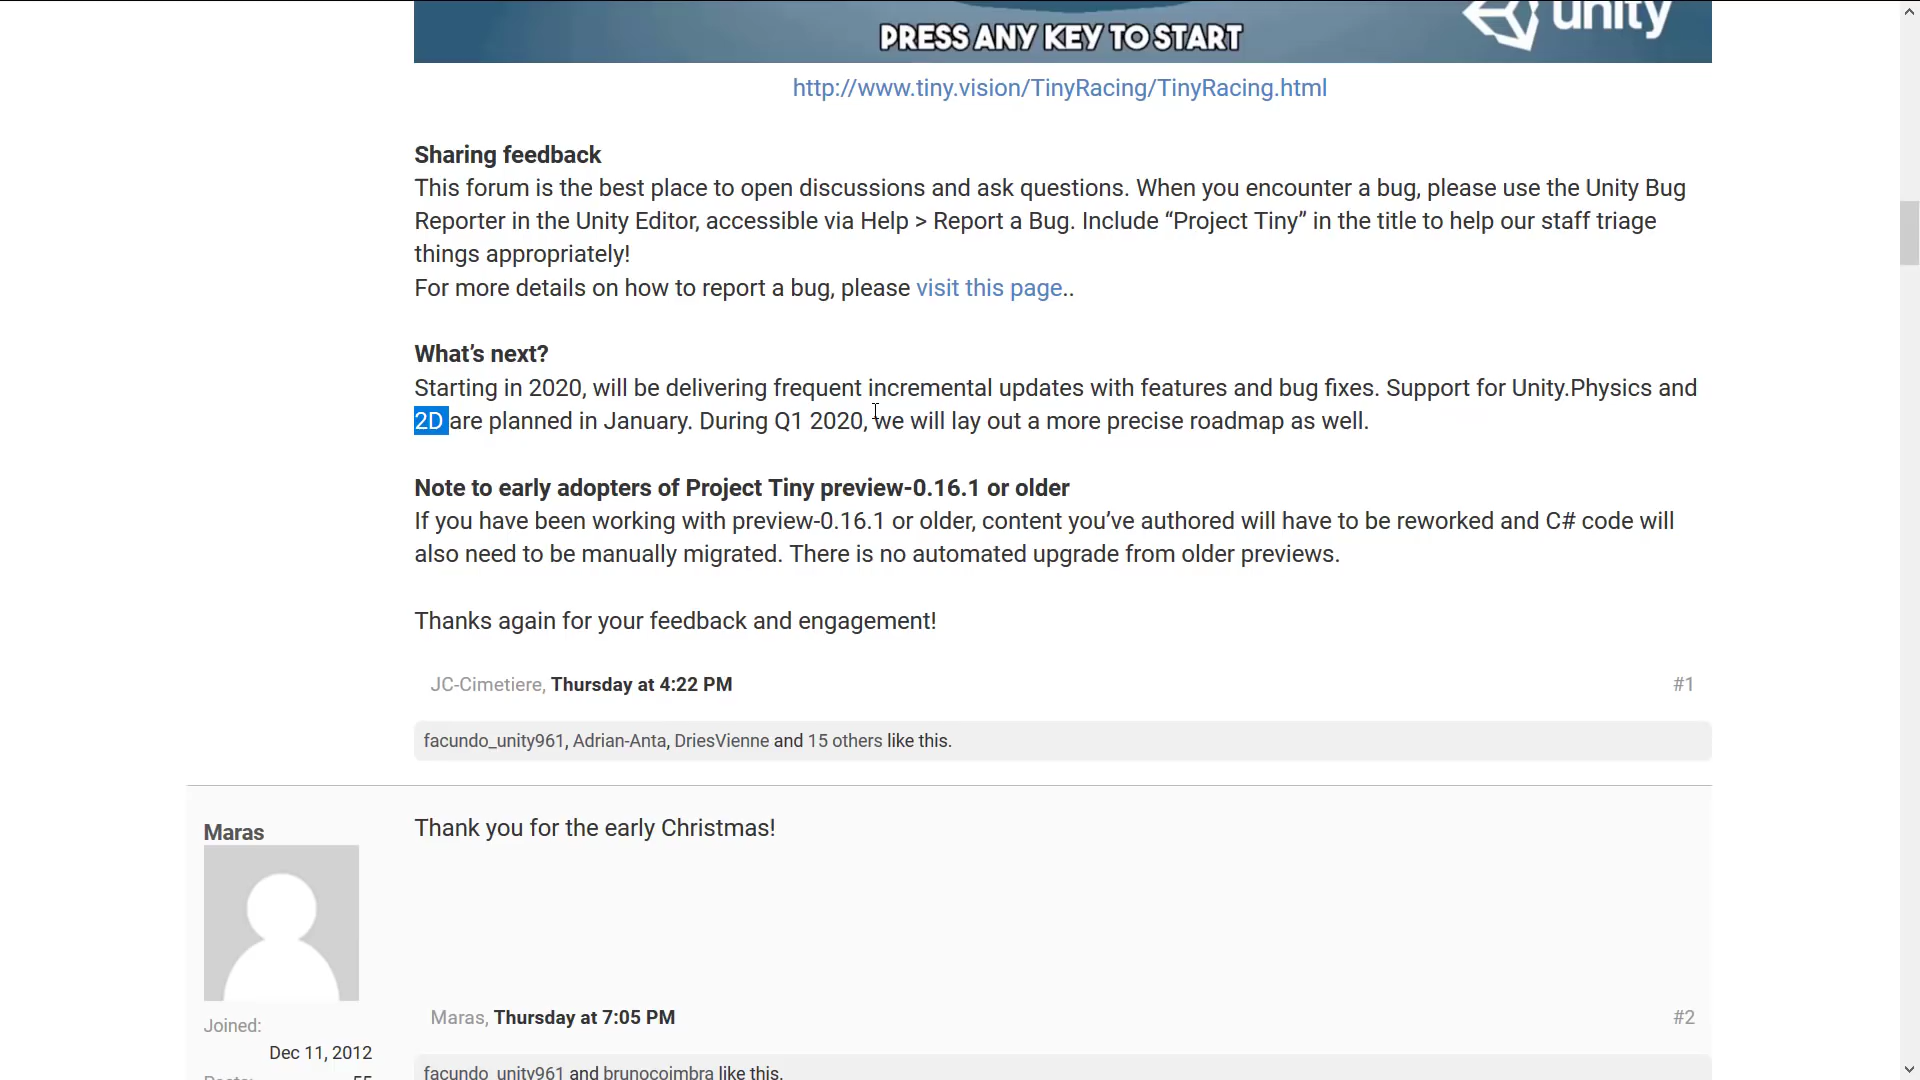 unity
PRESS ANY KEY TO START
http://www.tiny.vision/TinyRacing/TinyRacing.html
Sharing feedback
This forum is the best place to open discussions and ask questions. When you encounter a bug, please use the Unity Bug
Reporter in the Unity Editor, accessible via Help > Report a Bug. Include “Project Tiny” in the title to help our staff triage
things appropriately!
For more details on how to report a bug, please visit this page..
What’s next?
Starting in 2020, will be delivering frequent incremental updates with features and bug fixes. Support for Unity.Physics and
2D are planned in January. During Q1 2020, we will lay out a more precise roadmap as well.
Note to early adopters of Project Tiny preview-0.16.1 or older
If you have been working with preview-0.16.1 or older, content you’ve authored will have to be reworked and C# code will
also need to be manually migrated. There is no automated upgrade from older previews.
Thanks again for your feedback and engagement!
JC-Cimetiere, Thursday at 4:22 PM #1
facundo_unity961, Adrian-Anta, DriesVienne and 15 others like this.
Maras
Thank you for the early Christmas!
Maras, Thursday at 7:05 PM #2
Joined:
Dec 11, 2012
Posts: 55
facundo_unity961 and brunocoimbra like this.